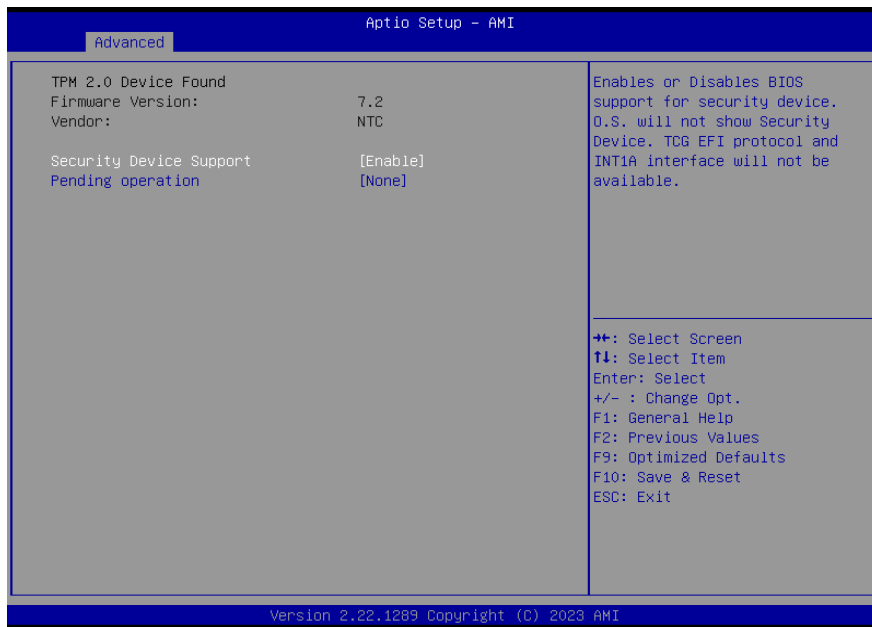 Aptio Setup – AMI
Advanced
TPM 2.0 Device Found
Firmware Version: 7.2
Vendor: NTC
Security Device Support [Enable]
Pending operation [None]
Enables or Disables BIOS
support for security device.
O.S. will not show Security
Device. TCG EFI protocol and
INT1A interface will not be
available.
→←: Select Screen
↑↓: Select Item
Enter: Select
+/– : Change Opt.
F1: General Help
F2: Previous Values
F9: Optimized Defaults
F10: Save & Reset
ESC: Exit
Version 2.22.1289 Copyright (C) 2023 AMI